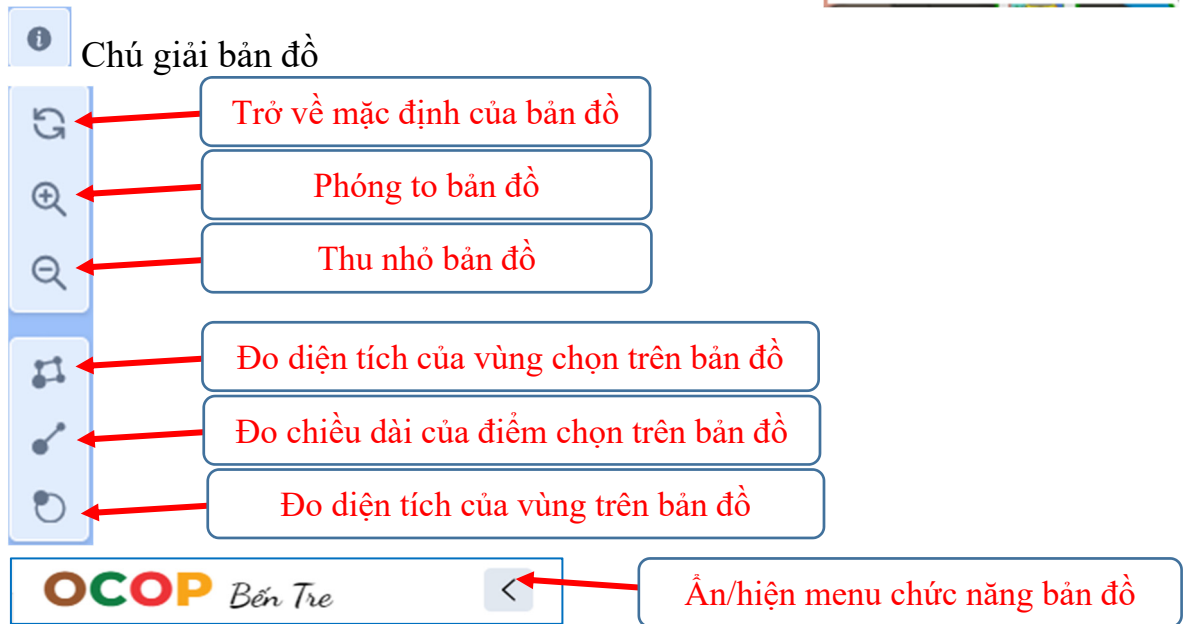 Chú giải bản đồ
Trở về mặc định của bản đồ
Phóng to bản đồ
Thu nhỏ bản đồ
Đo diện tích của vùng chọn trên bản đồ
Đo chiều dài của điểm chọn trên bản đồ
Đo diện tích của vùng trên bản đồ
OCOP Bến Tre
Ẩn/hiện menu chức năng bản đồ